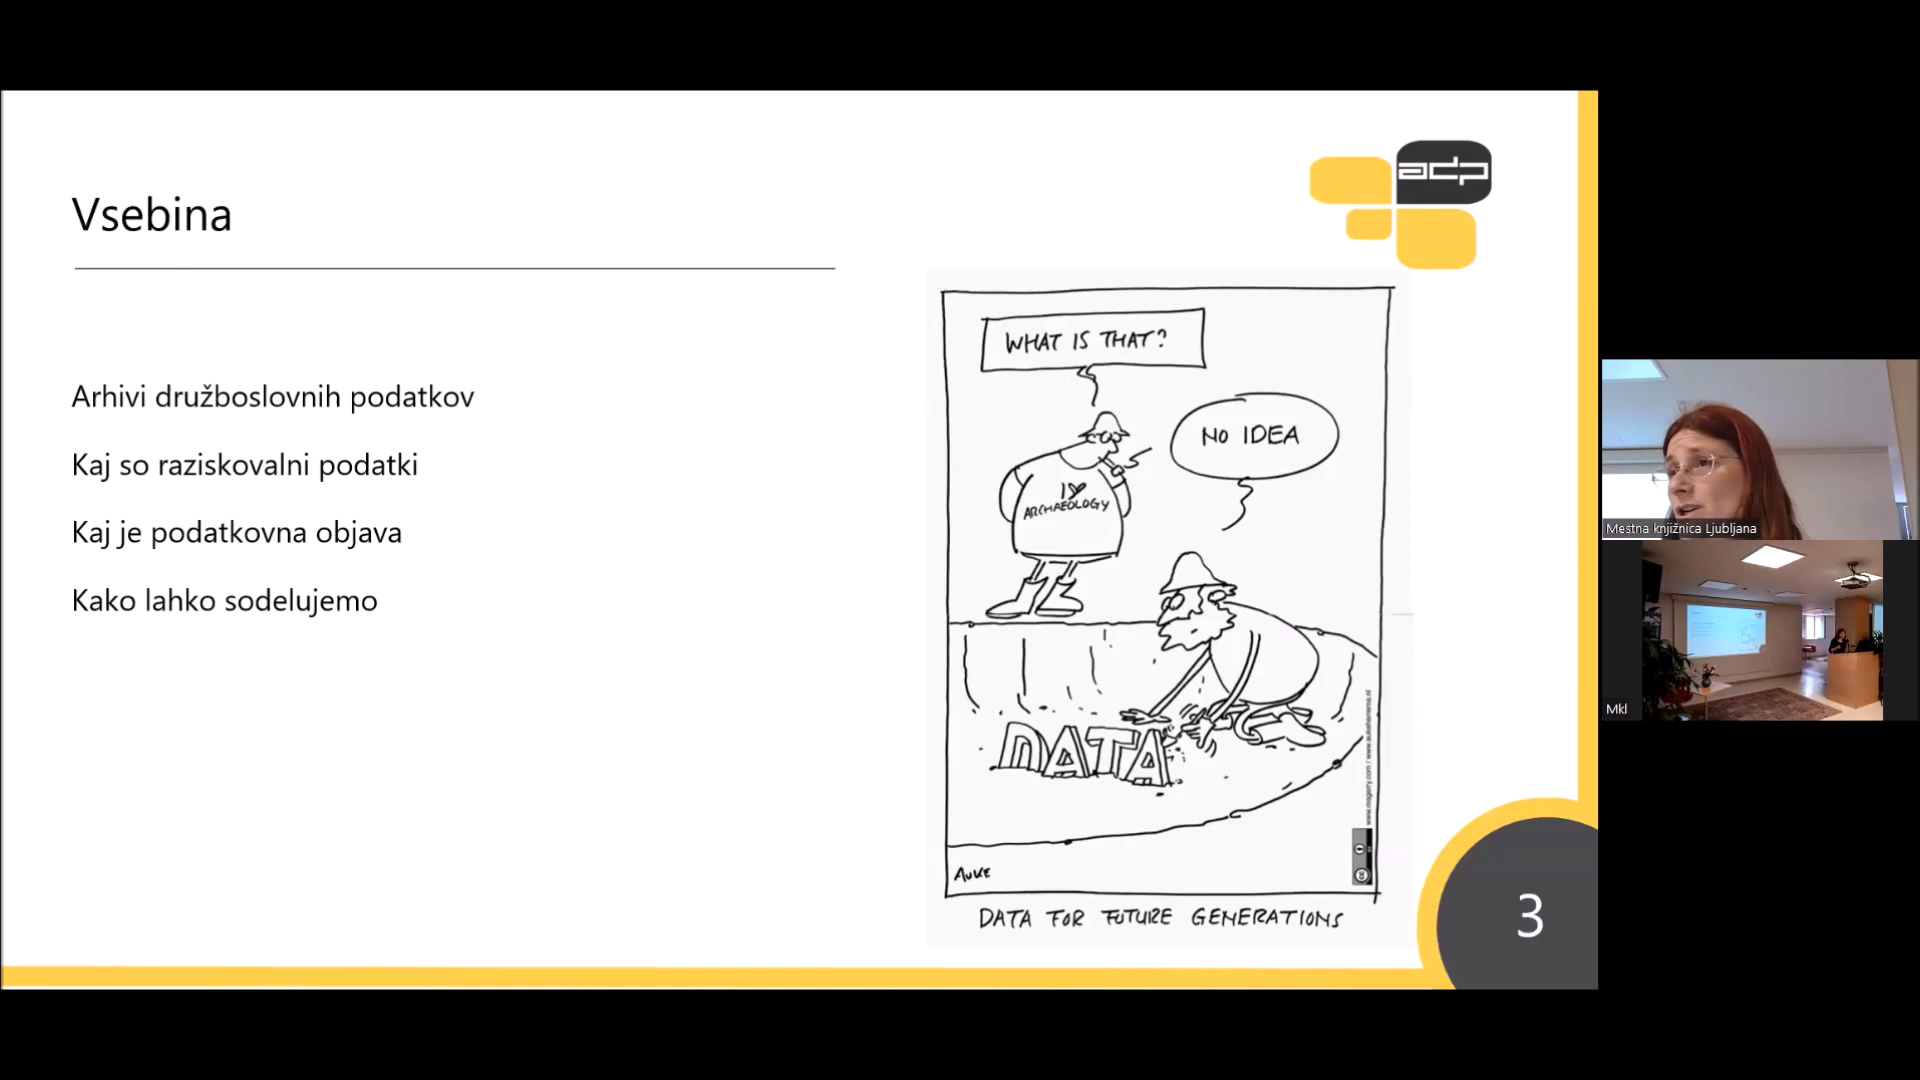 Vsebina
adp
Arhivi družboslovnih podatkov
Kaj so raziskovalni podatki
Kaj je podatkovna objava
Kako lahko sodelujemo
WHAT IS THAT?
NO IDEA
I
ARCHAEOLOGY
DATA
AUKE
DATA FOR FUTURE GENERATIONS
3
Mestna knjižnica Ljubljana
Mkl